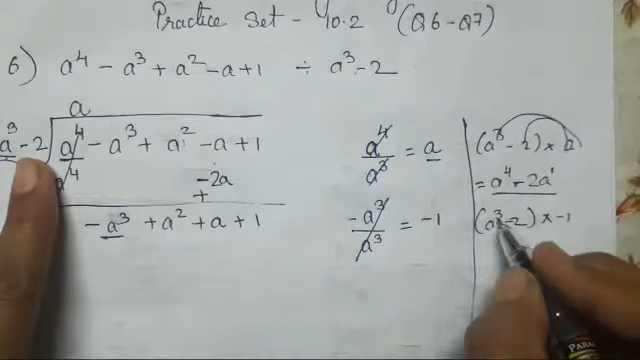 Practice Set - 10.2 (Q6-Q7)
6) a⁴ - a³ + a² - a + 1 ÷ a³ - 2
a
a³ - 2 a⁴ - a³ + a² - a + 1
a⁴ - 2a
+
- a³ + a² + a + 1
a⁴/a³ = a
-a³/a³ = -1
(a³ - 2) × a
= a⁴ - 2a
(a³ - 2) × -1
PARK